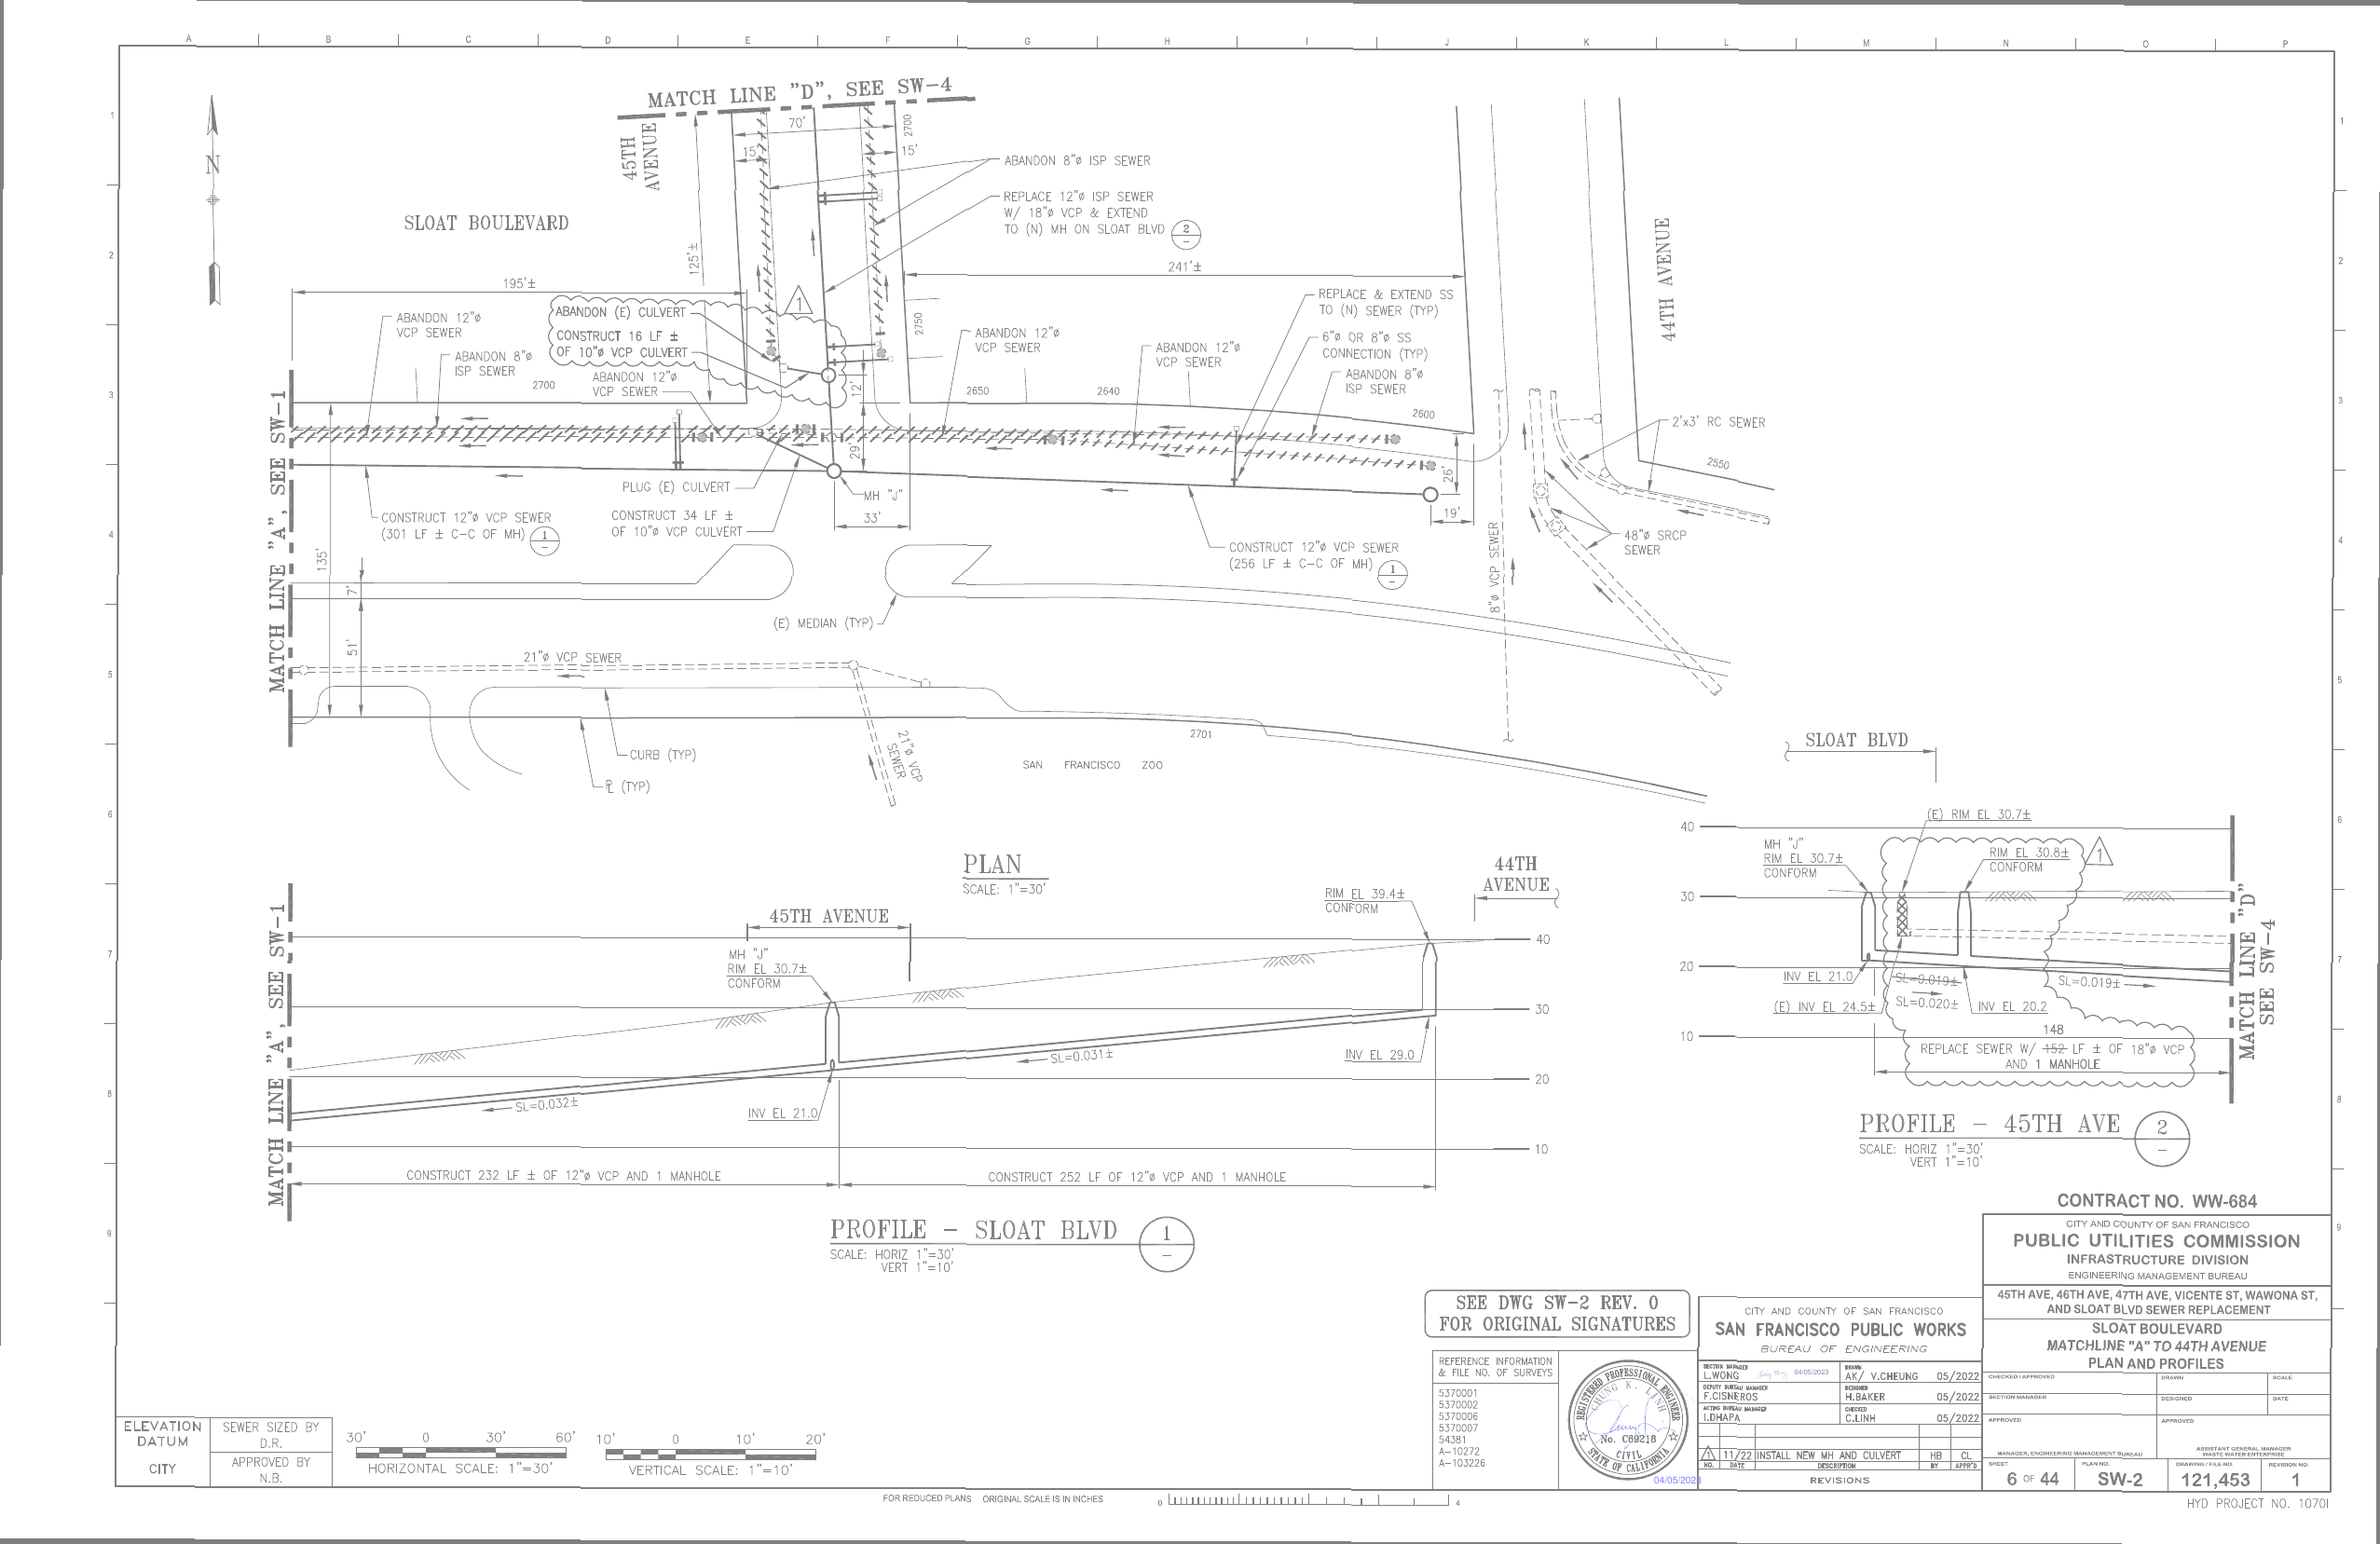 A B C D E F G H I J K L M N O P
MATCH LINE "D", SEE SW-4
45TH
AVENUE
N
SLOAT BOULEVARD
70'
15'
15'
2700
125'±
ABANDON 8"ø ISP SEWER
REPLACE 12"ø ISP SEWER
W/ 18"ø VCP & EXTEND
TO (N) MH ON SLOAT BLVD
2
–
241'±
195'±
44TH AVENUE
ABANDON 12"ø
VCP SEWER
ABANDON 8"ø
ISP SEWER
ABANDON (E) CULVERT
1
CONSTRUCT 16 LF ±
OF 10"ø VCP CULVERT
ABANDON 12"ø
VCP SEWER
2700
2750
12'
29'
ABANDON 12"ø
VCP SEWER
ABANDON 12"ø
VCP SEWER
REPLACE & EXTEND SS
TO (N) SEWER (TYP)
6"ø OR 8"ø SS
CONNECTION (TYP)
ABANDON 8"ø
ISP SEWER
2650
2640
2600
2'x3' RC SEWER
2550
MATCH LINE "A", SEE SW-1
PLUG (E) CULVERT
MH "J"
33'
26'
19'
CONSTRUCT 12"ø VCP SEWER
(301 LF ± C-C OF MH)
1
–
CONSTRUCT 34 LF ±
OF 10"ø VCP CULVERT
CONSTRUCT 12"ø VCP SEWER
(256 LF ± C-C OF MH)
1
–
48"ø SRCP
SEWER
8"ø VCP SEWER
135'
7'
51'
(E) MEDIAN (TYP)
21"ø VCP SEWER
21"ø VCP
SEWER
CURB (TYP)
PL (TYP)
2701
SAN FRANCISCO ZOO
PLAN
SCALE: 1"=30'
SLOAT BLVD
(E) RIM EL 30.7±
40
30
20
10
MH "J"
RIM EL 30.7±
CONFORM
RIM EL 30.8±
CONFORM
1
INV EL 21.0
SL=0.019±
SL=0.020±
(E) INV EL 24.5±
INV EL 20.2
SL=0.019±
148
REPLACE SEWER W/ 152 LF ± OF 18"ø VCP
AND 1 MANHOLE
MATCH LINE "D"
SEE SW-4
PROFILE – 45TH AVE
2
–
SCALE: HORIZ 1"=30'
VERT 1"=10'
MATCH LINE "A", SEE SW-1
45TH AVENUE
44TH
AVENUE
RIM EL 39.4±
CONFORM
MH "J"
RIM EL 30.7±
CONFORM
40
30
20
10
SL=0.031±
INV EL 29.0
SL=0.032±
INV EL 21.0
CONSTRUCT 232 LF ± OF 12"ø VCP AND 1 MANHOLE
CONSTRUCT 252 LF OF 12"ø VCP AND 1 MANHOLE
PROFILE – SLOAT BLVD
1
–
SCALE: HORIZ 1"=30'
VERT 1"=10'
1
2
3
4
5
6
7
8
9
1
2
3
4
5
6
7
8
9
ELEVATION
DATUM
CITY
SEWER SIZED BY
D.R.
APPROVED BY
N.B.
30' 0 30' 60'
HORIZONTAL SCALE: 1"=30'
10' 0 10' 20'
VERTICAL SCALE: 1"=10'
FOR REDUCED PLANS ORIGINAL SCALE IS IN INCHES
0 4
SEE DWG SW-2 REV. 0
FOR ORIGINAL SIGNATURES
REFERENCE INFORMATION
& FILE NO. OF SURVEYS
5370001
5370002
5370006
5370007
54381
A-10272
A-103226
REGISTERED PROFESSIONAL ENGINEER
CHUNG K. LINH
No. C69218
CIVIL
STATE OF CALIFORNIA
04/05/2023
CITY AND COUNTY OF SAN FRANCISCO
SAN FRANCISCO PUBLIC WORKS
BUREAU OF ENGINEERING
SECTION MANAGER
L.WONG
04/05/2023
DRAWN
AK/ V.CHEUNG 05/2022
DEPUTY BUREAU MANAGER
F.CISNEROS
DESIGNED
H.BAKER 05/2022
ACTING BUREAU MANAGER
I.DHAPA
CHECKED
C.LINH 05/2022
1 11/22 INSTALL NEW MH AND CULVERT HB CL
NO. DATE DESCRIPTION BY APPR'D
REVISIONS
CONTRACT NO. WW-684
CITY AND COUNTY OF SAN FRANCISCO
PUBLIC UTILITIES COMMISSION
INFRASTRUCTURE DIVISION
ENGINEERING MANAGEMENT BUREAU
45TH AVE, 46TH AVE, 47TH AVE, VICENTE ST, WAWONA ST,
AND SLOAT BLVD SEWER REPLACEMENT
SLOAT BOULEVARD
MATCHLINE "A" TO 44TH AVENUE
PLAN AND PROFILES
CHECKED / APPROVED DRAWN SCALE
SECTION MANAGER DESIGNED DATE
APPROVED APPROVED
MANAGER, ENGINEERING MANAGEMENT BUREAU
ASSISTANT GENERAL MANAGER
WASTE WATER ENTERPRISE
SHEET PLAN NO. DRAWING / FILE NO. REVISION NO.
6 OF 44 SW-2 121,453 1
HYD PROJECT NO. 1070I